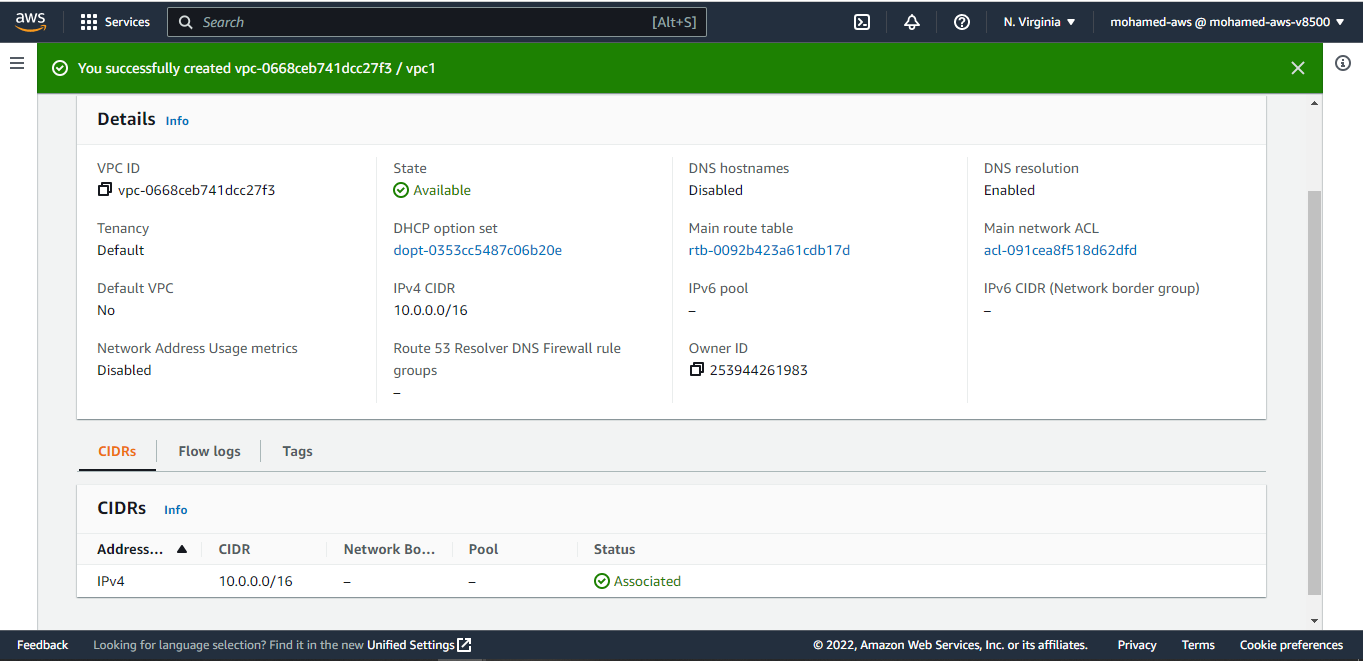 aws Services Search [Alt+S] N. Virginia mohamed-aws @ mohamed-aws-v8500
You successfully created vpc-0668ceb741dcc27f3 / vpc1
Details Info
VPC ID State DNS hostnames DNS resolution
vpc-0668ceb741dcc27f3 Available Disabled Enabled
Tenancy DHCP option set Main route table Main network ACL
Default dopt-0353cc5487c06b20e rtb-0092b423a61cdb17d acl-091cea8f518d62dfd
Default VPC IPv4 CIDR IPv6 pool IPv6 CIDR (Network border group)
No 10.0.0.0/16 – –
Network Address Usage metrics Route 53 Resolver DNS Firewall rule Owner ID
Disabled groups 253944261983
–
CIDRs Flow logs Tags
CIDRs Info
Address... CIDR Network Bo... Pool Status
IPv4 10.0.0.0/16 – – Associated
Feedback Looking for language selection? Find it in the new Unified Settings © 2022, Amazon Web Services, Inc. or its affiliates. Privacy Terms Cookie preferences